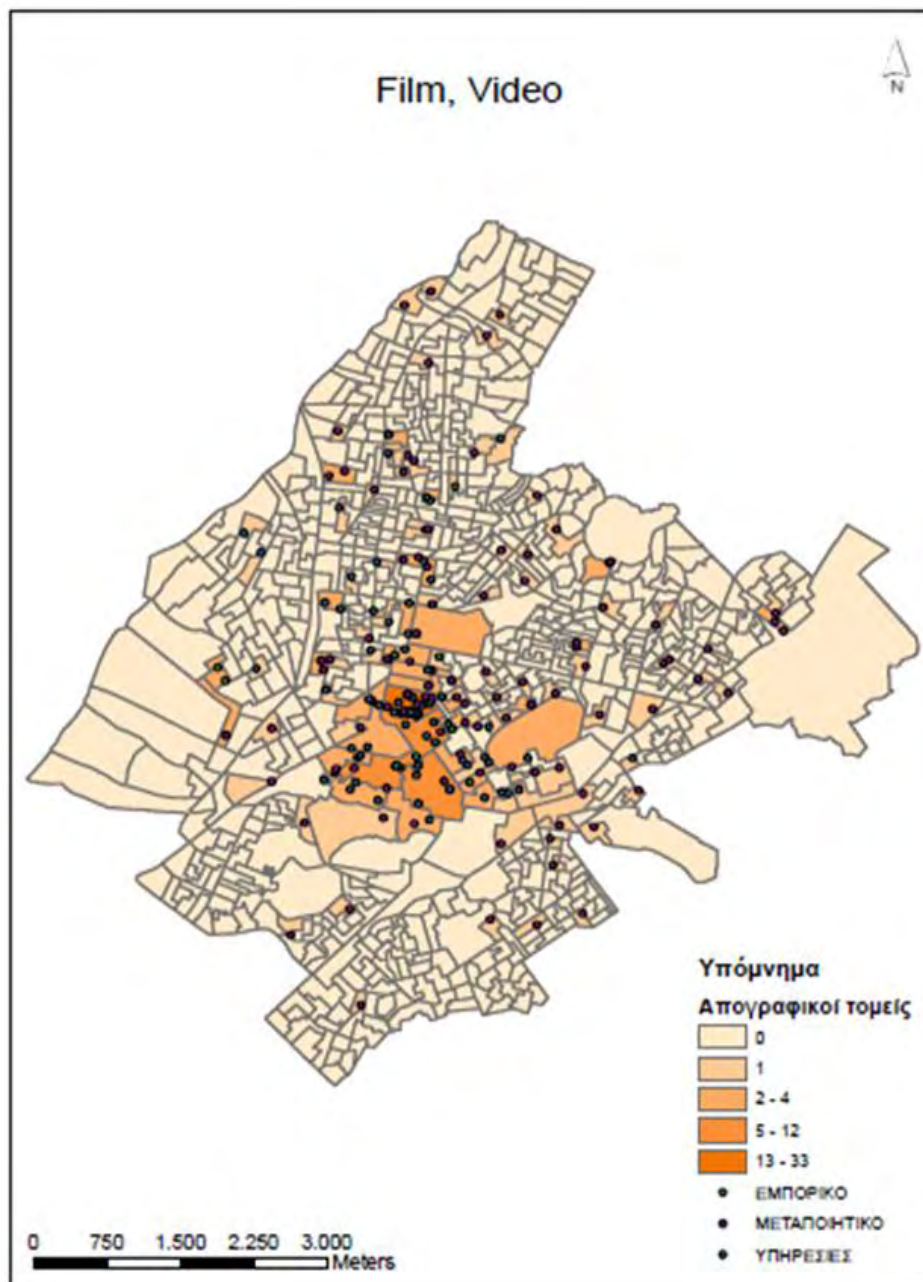 N
Film, Video
Υπόμνημα
Απογραφικοί τομείς
0
1
2 - 4
5 - 12
13 - 33
ΕΜΠΟΡΙΚΟ
ΜΕΤΑΠΟΙΗΤΙΚΟ
ΥΠΗΡΕΣΙΕΣ
0 750 1.500 2.250 3.000
Meters